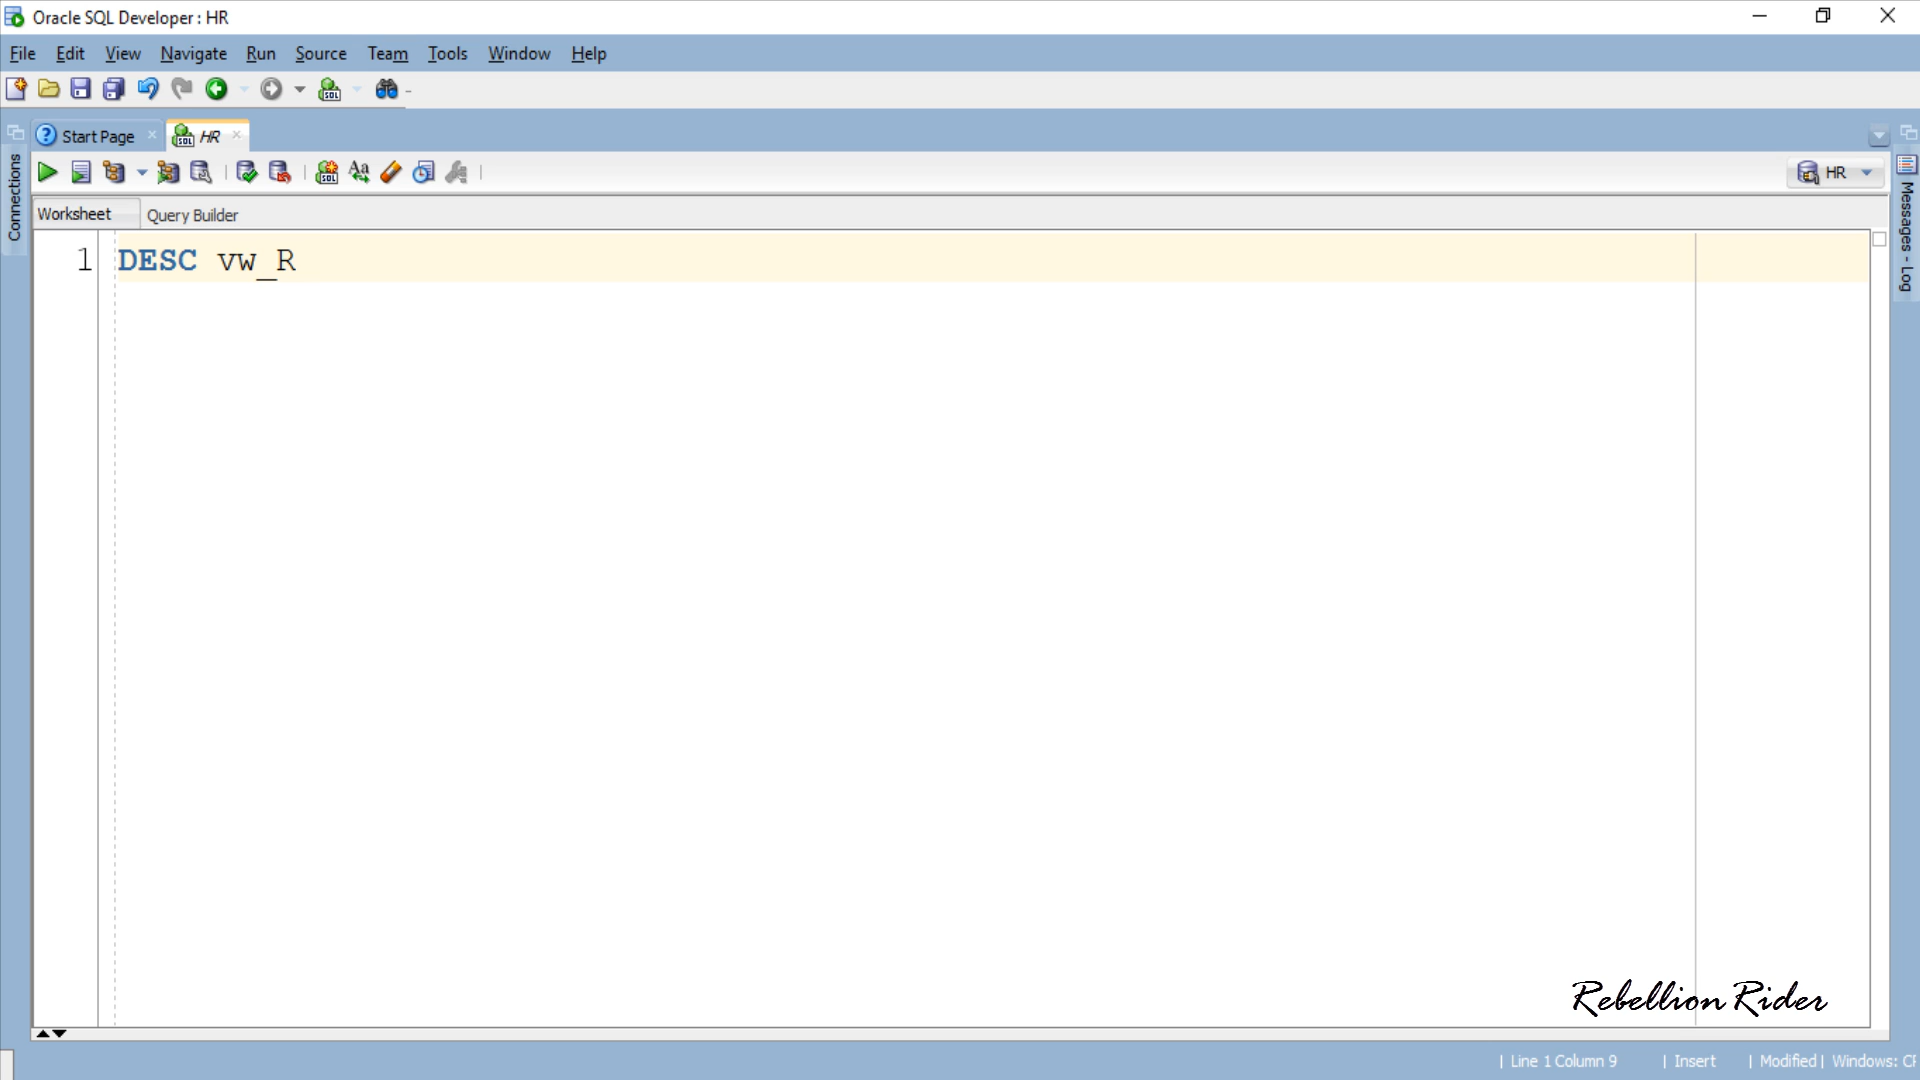 Oracle SQL Developer : HR
File Edit View Navigate Run Source Team Tools Window Help
Start Page HR
Connections
HR
Messages - Log
Worksheet Query Builder
1 DESC vw_R
Rebellion Rider
| Line 1 Column 9 | Insert | Modified | Windows: CR